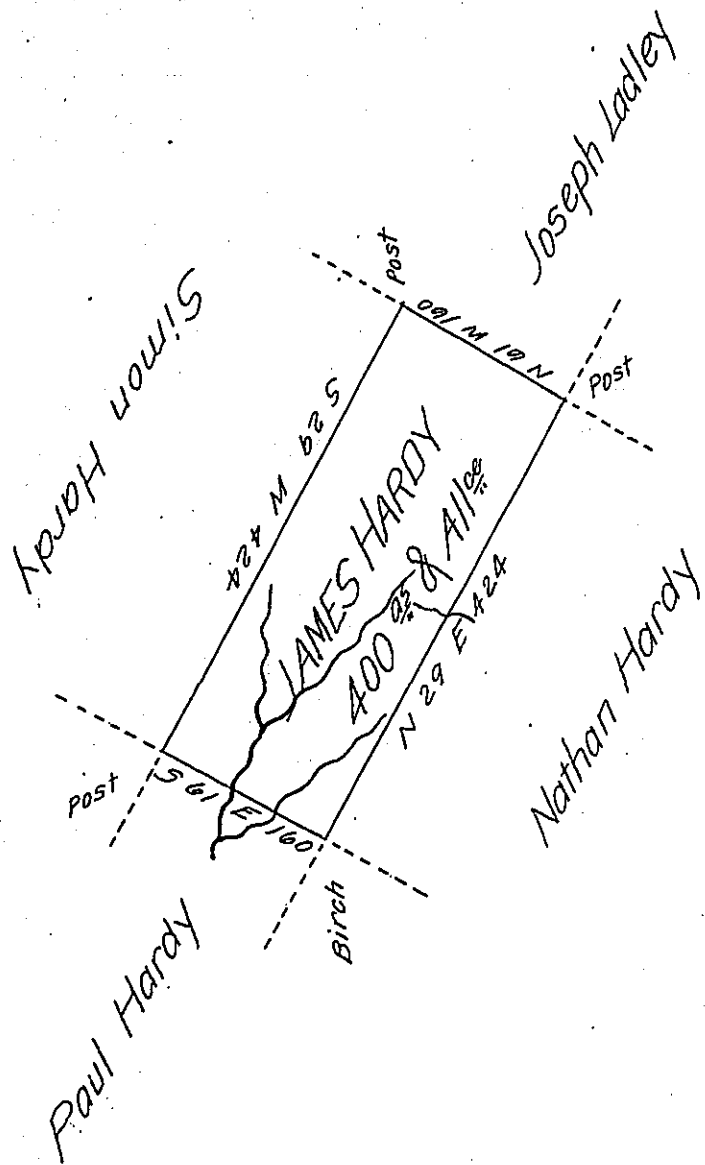 Joseph Ladley
Simon Hardy
Post
N 61 W 160
Post
S 29 W 424
JAMES HARDY
400 as & Allce
N 29 E 424
Nathan Hardy
Post
S 61 E 160
Birch
Paul Hardy